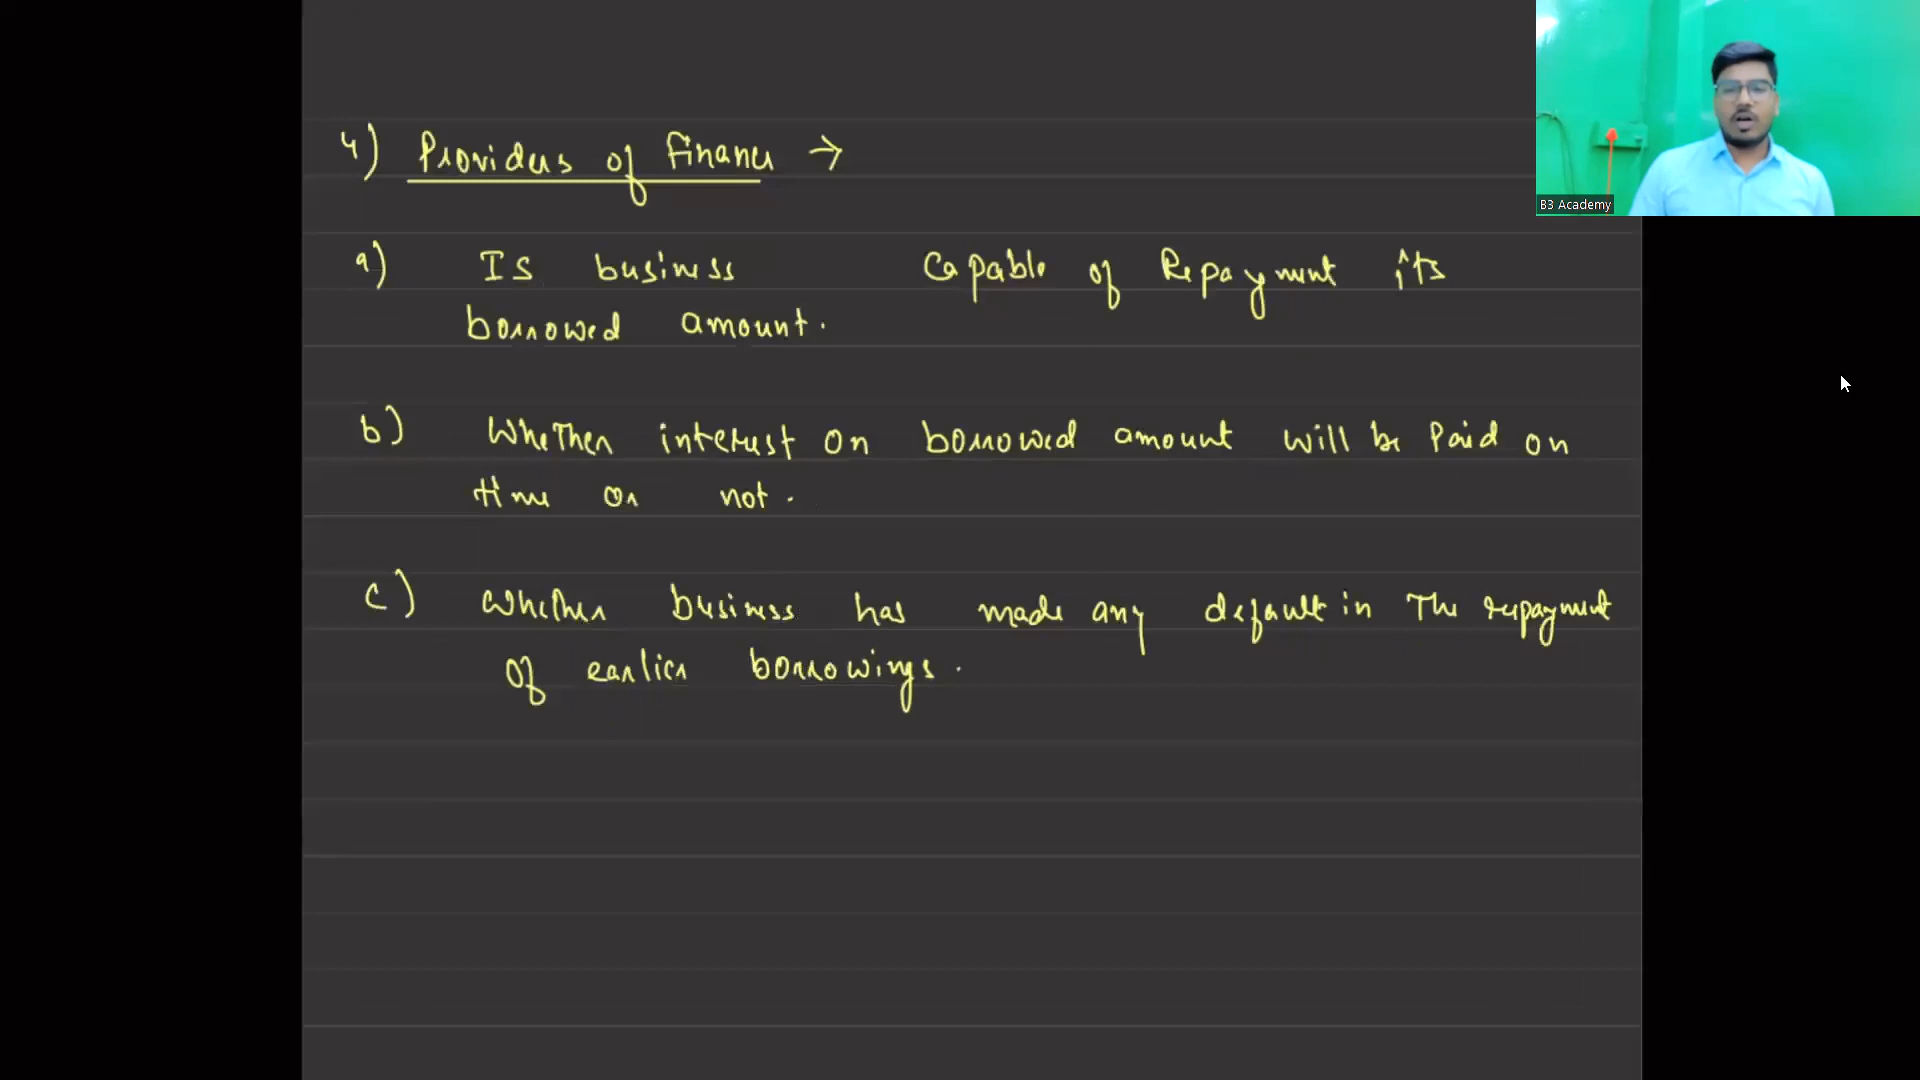 4) Providers of finance →
a) Is business capable of Repayment its
borrowed amount.
b) Whether interest on borrowed amount will be Paid on
time or not.
c) Whether business has made any default in The repayment
of earlier borrowings.
B3 Academy